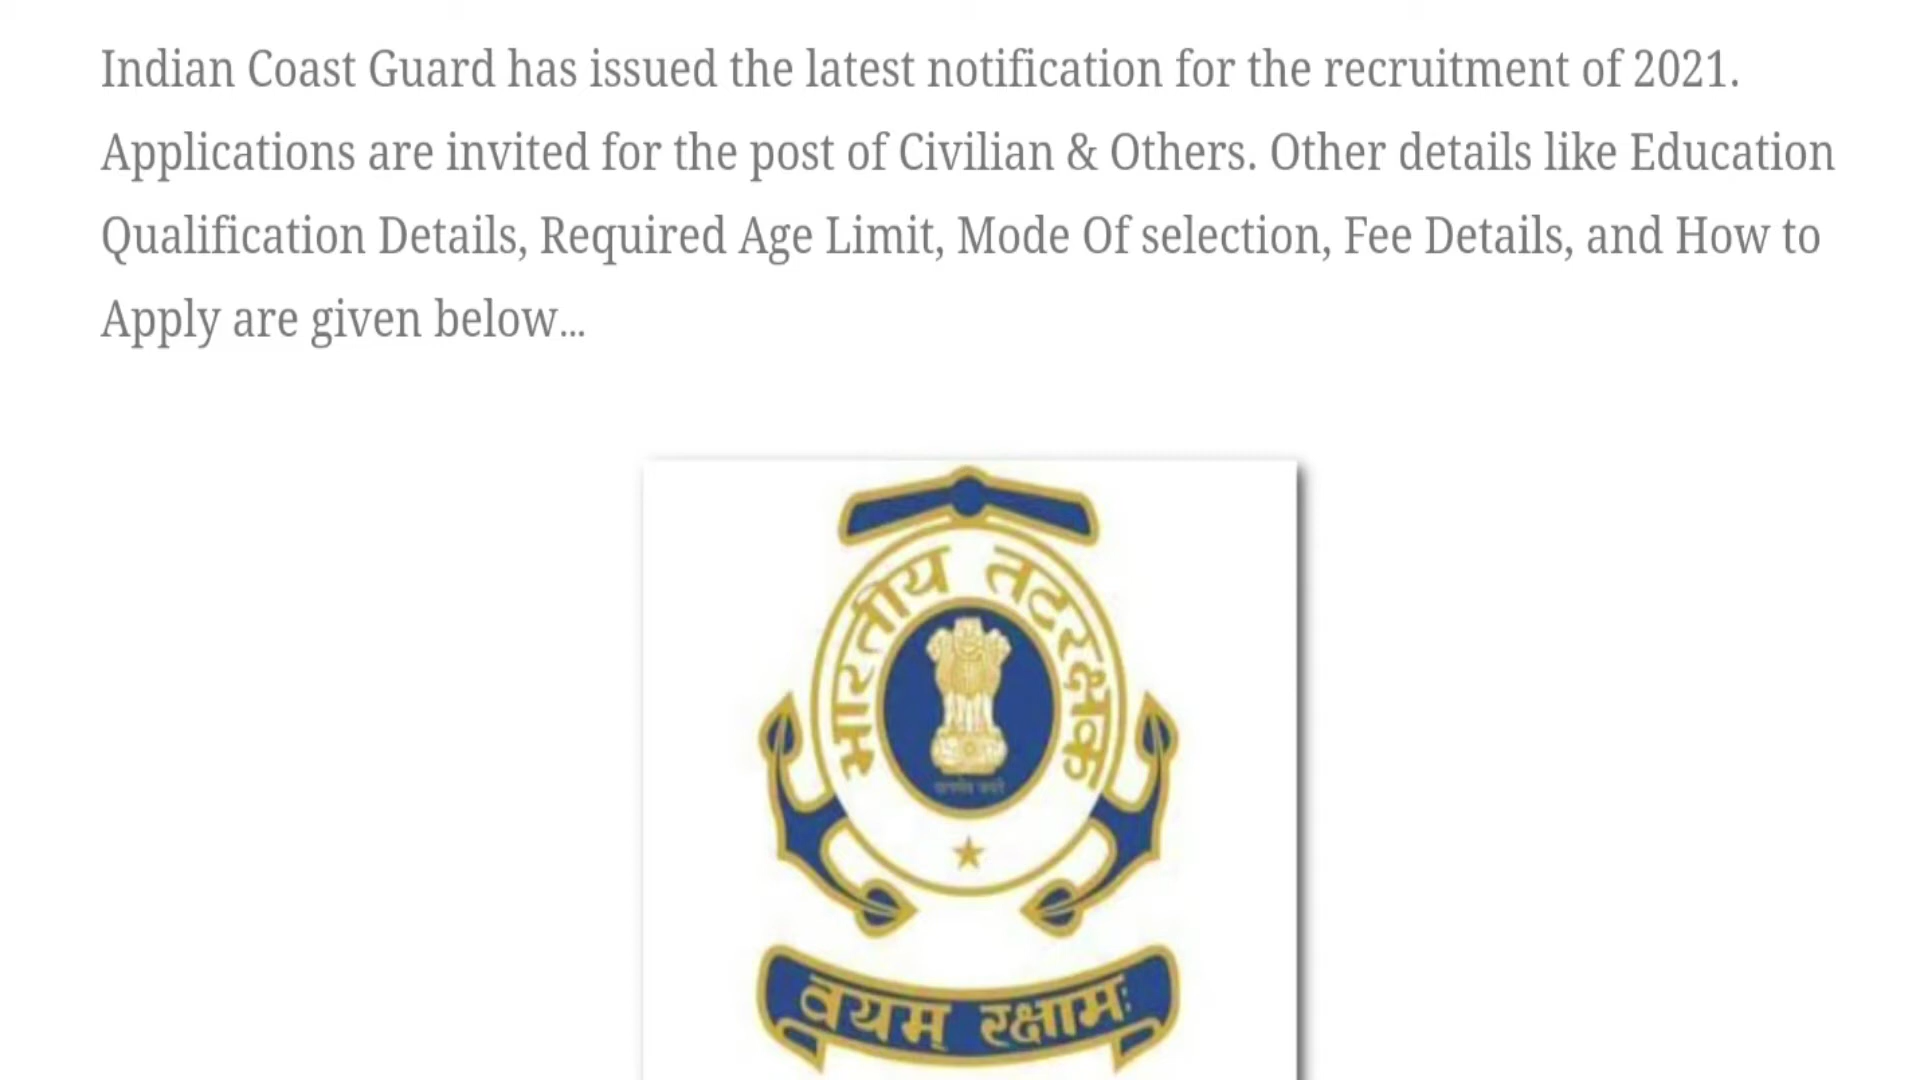 Indian Coast Guard has issued the latest notification for the recruitment of 2021.
Applications are invited for the post of Civilian & Others. Other details like Education
Qualification Details, Required Age Limit, Mode Of selection, Fee Details, and How to
Apply are given below...
भारतीय तटरक्षक
वयम् रक्षामः